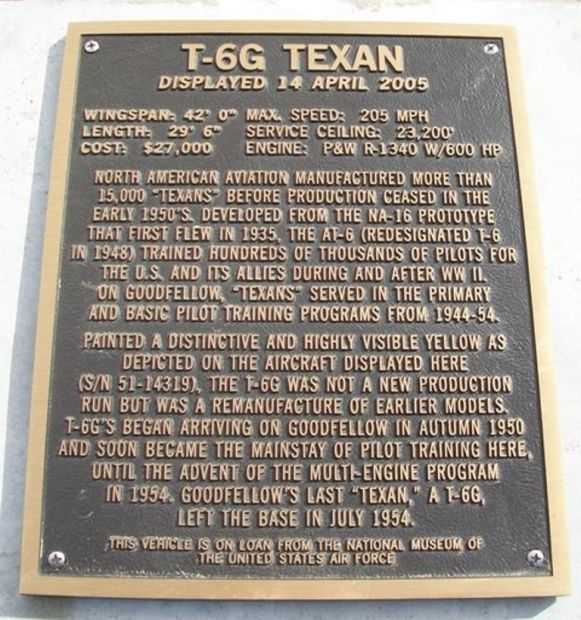 T-6G TEXAN
DISPLAYED 14 APRIL 2005
WINGSPAN: 42' 0" MAX. SPEED: 205 MPH
LENGTH: 29' 6" SERVICE CEILING: 23,200'
COST: $27,000 ENGINE: P&W R-1340 W/600 HP
NORTH AMERICAN AVIATION MANUFACTURED MORE THAN
15,000 "TEXANS" BEFORE PRODUCTION CEASED IN THE
EARLY 1950'S. DEVELOPED FROM THE NA-16 PROTOTYPE
THAT FIRST FLEW IN 1935, THE AT-6 (REDESIGNATED T-6
IN 1948) TRAINED HUNDREDS OF THOUSANDS OF PILOTS FOR
THE U.S. AND ITS ALLIES DURING AND AFTER WW II.
ON GOODFELLOW, "TEXANS" SERVED IN THE PRIMARY
AND BASIC PILOT TRAINING PROGRAMS FROM 1944-54.
PAINTED A DISTINCTIVE AND HIGHLY VISIBLE YELLOW AS
DEPICTED ON THE AIRCRAFT DISPLAYED HERE
(S/N 51-14319), THE T-6G WAS NOT A NEW PRODUCTION
RUN BUT WAS A REMANUFACTURE OF EARLIER MODELS.
T-6G'S BEGAN ARRIVING ON GOODFELLOW IN AUTUMN 1950
AND SOON BECAME THE MAINSTAY OF PILOT TRAINING HERE,
UNTIL THE ADVENT OF THE MULTI-ENGINE PROGRAM
IN 1954. GOODFELLOW'S LAST "TEXAN," A T-6G,
LEFT THE BASE IN JULY 1954.
THIS VEHICLE IS ON LOAN FROM THE NATIONAL MUSEUM OF
THE UNITED STATES AIR FORCE